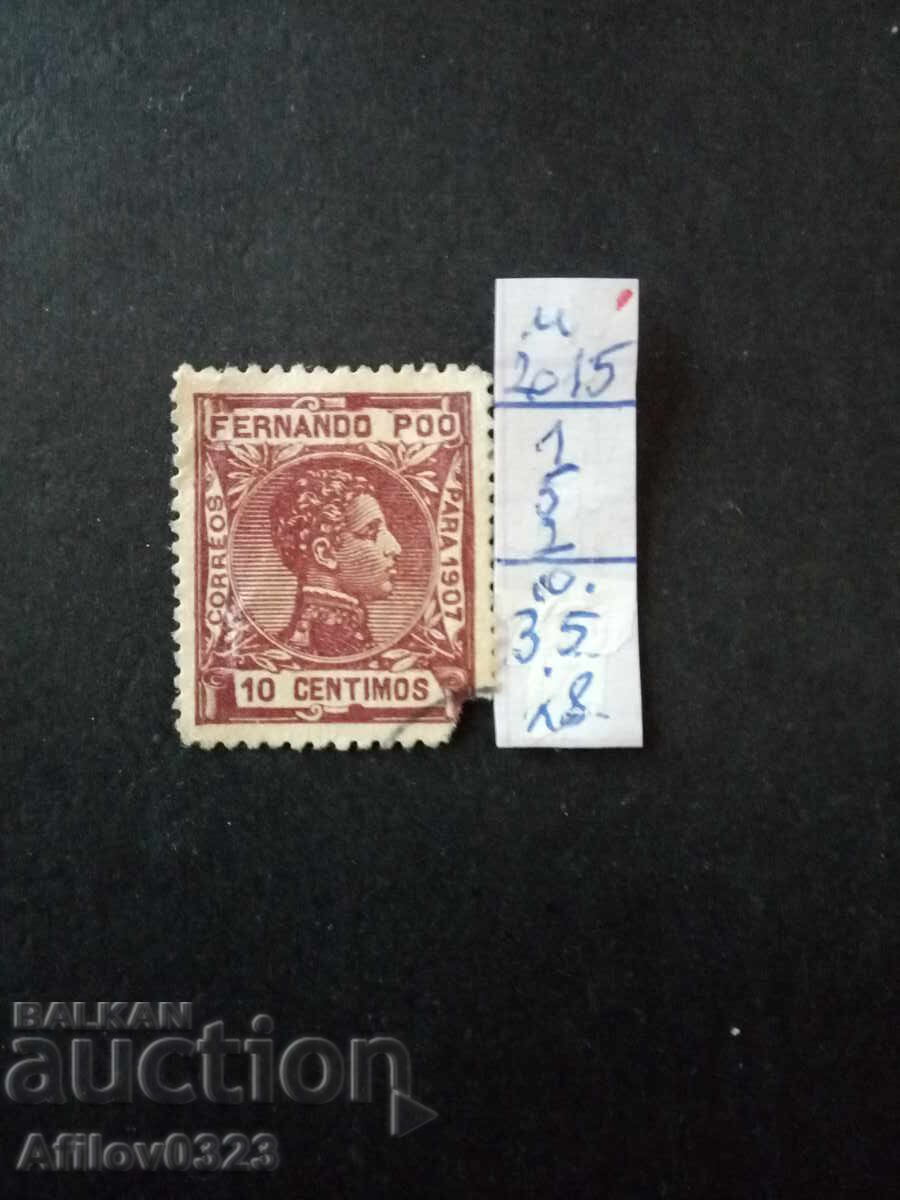 FERNANDO POO
CORREOS
PARA 1907
10 CENTIMOS
2015
3.5
BALKAN
auction
Afilov0323